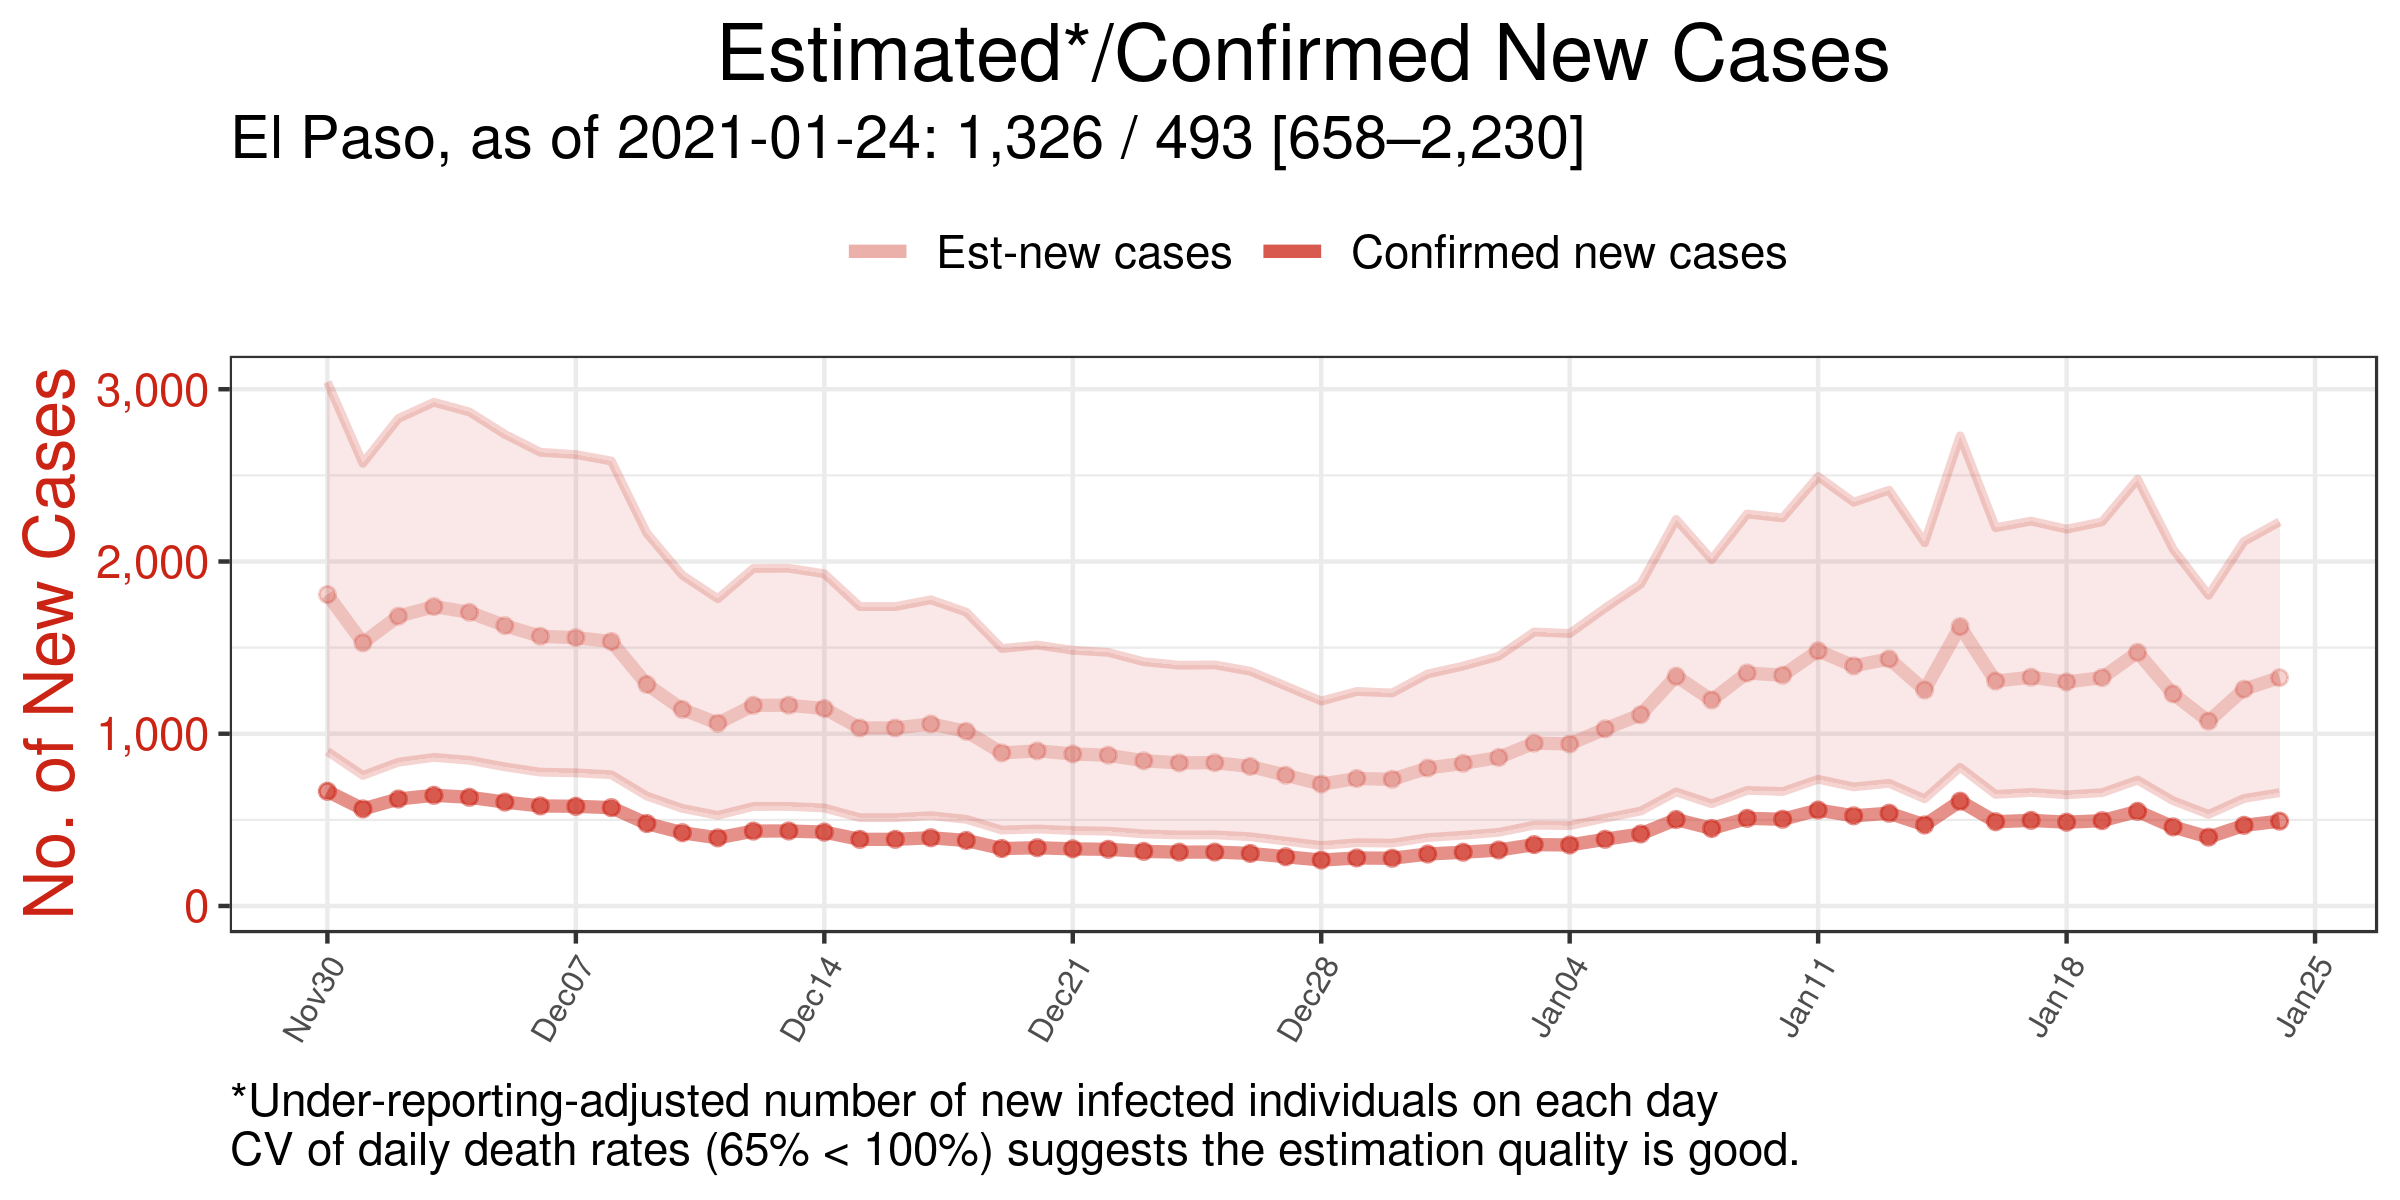 Estimated*/Confirmed New Cases
El Paso, as of 2021-01-24: 1,326 / 493 [658–2,230]
Est-new cases
Confirmed new cases
No. of New Cases
3,000
2,000
1,000
0
Nov30
Dec07
Dec14
Dec21
Dec28
Jan04
Jan11
Jan18
Jan25
*Under-reporting-adjusted number of new infected individuals on each day
CV of daily death rates (65% < 100%) suggests the estimation quality is good.